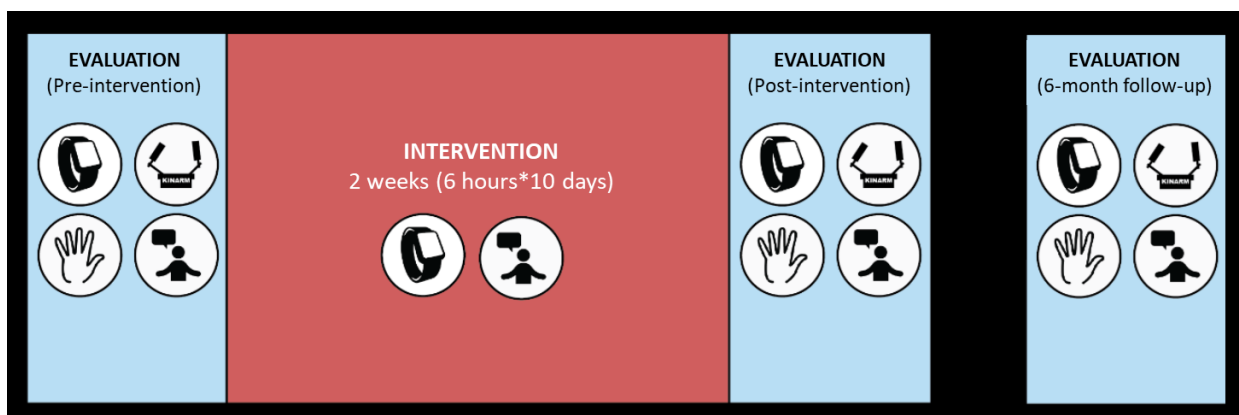 EVALUATION
(Pre-intervention)
KINARM
INTERVENTION
2 weeks (6 hours*10 days)
EVALUATION
(Post-intervention)
KINARM
EVALUATION
(6-month follow-up)
KINARM